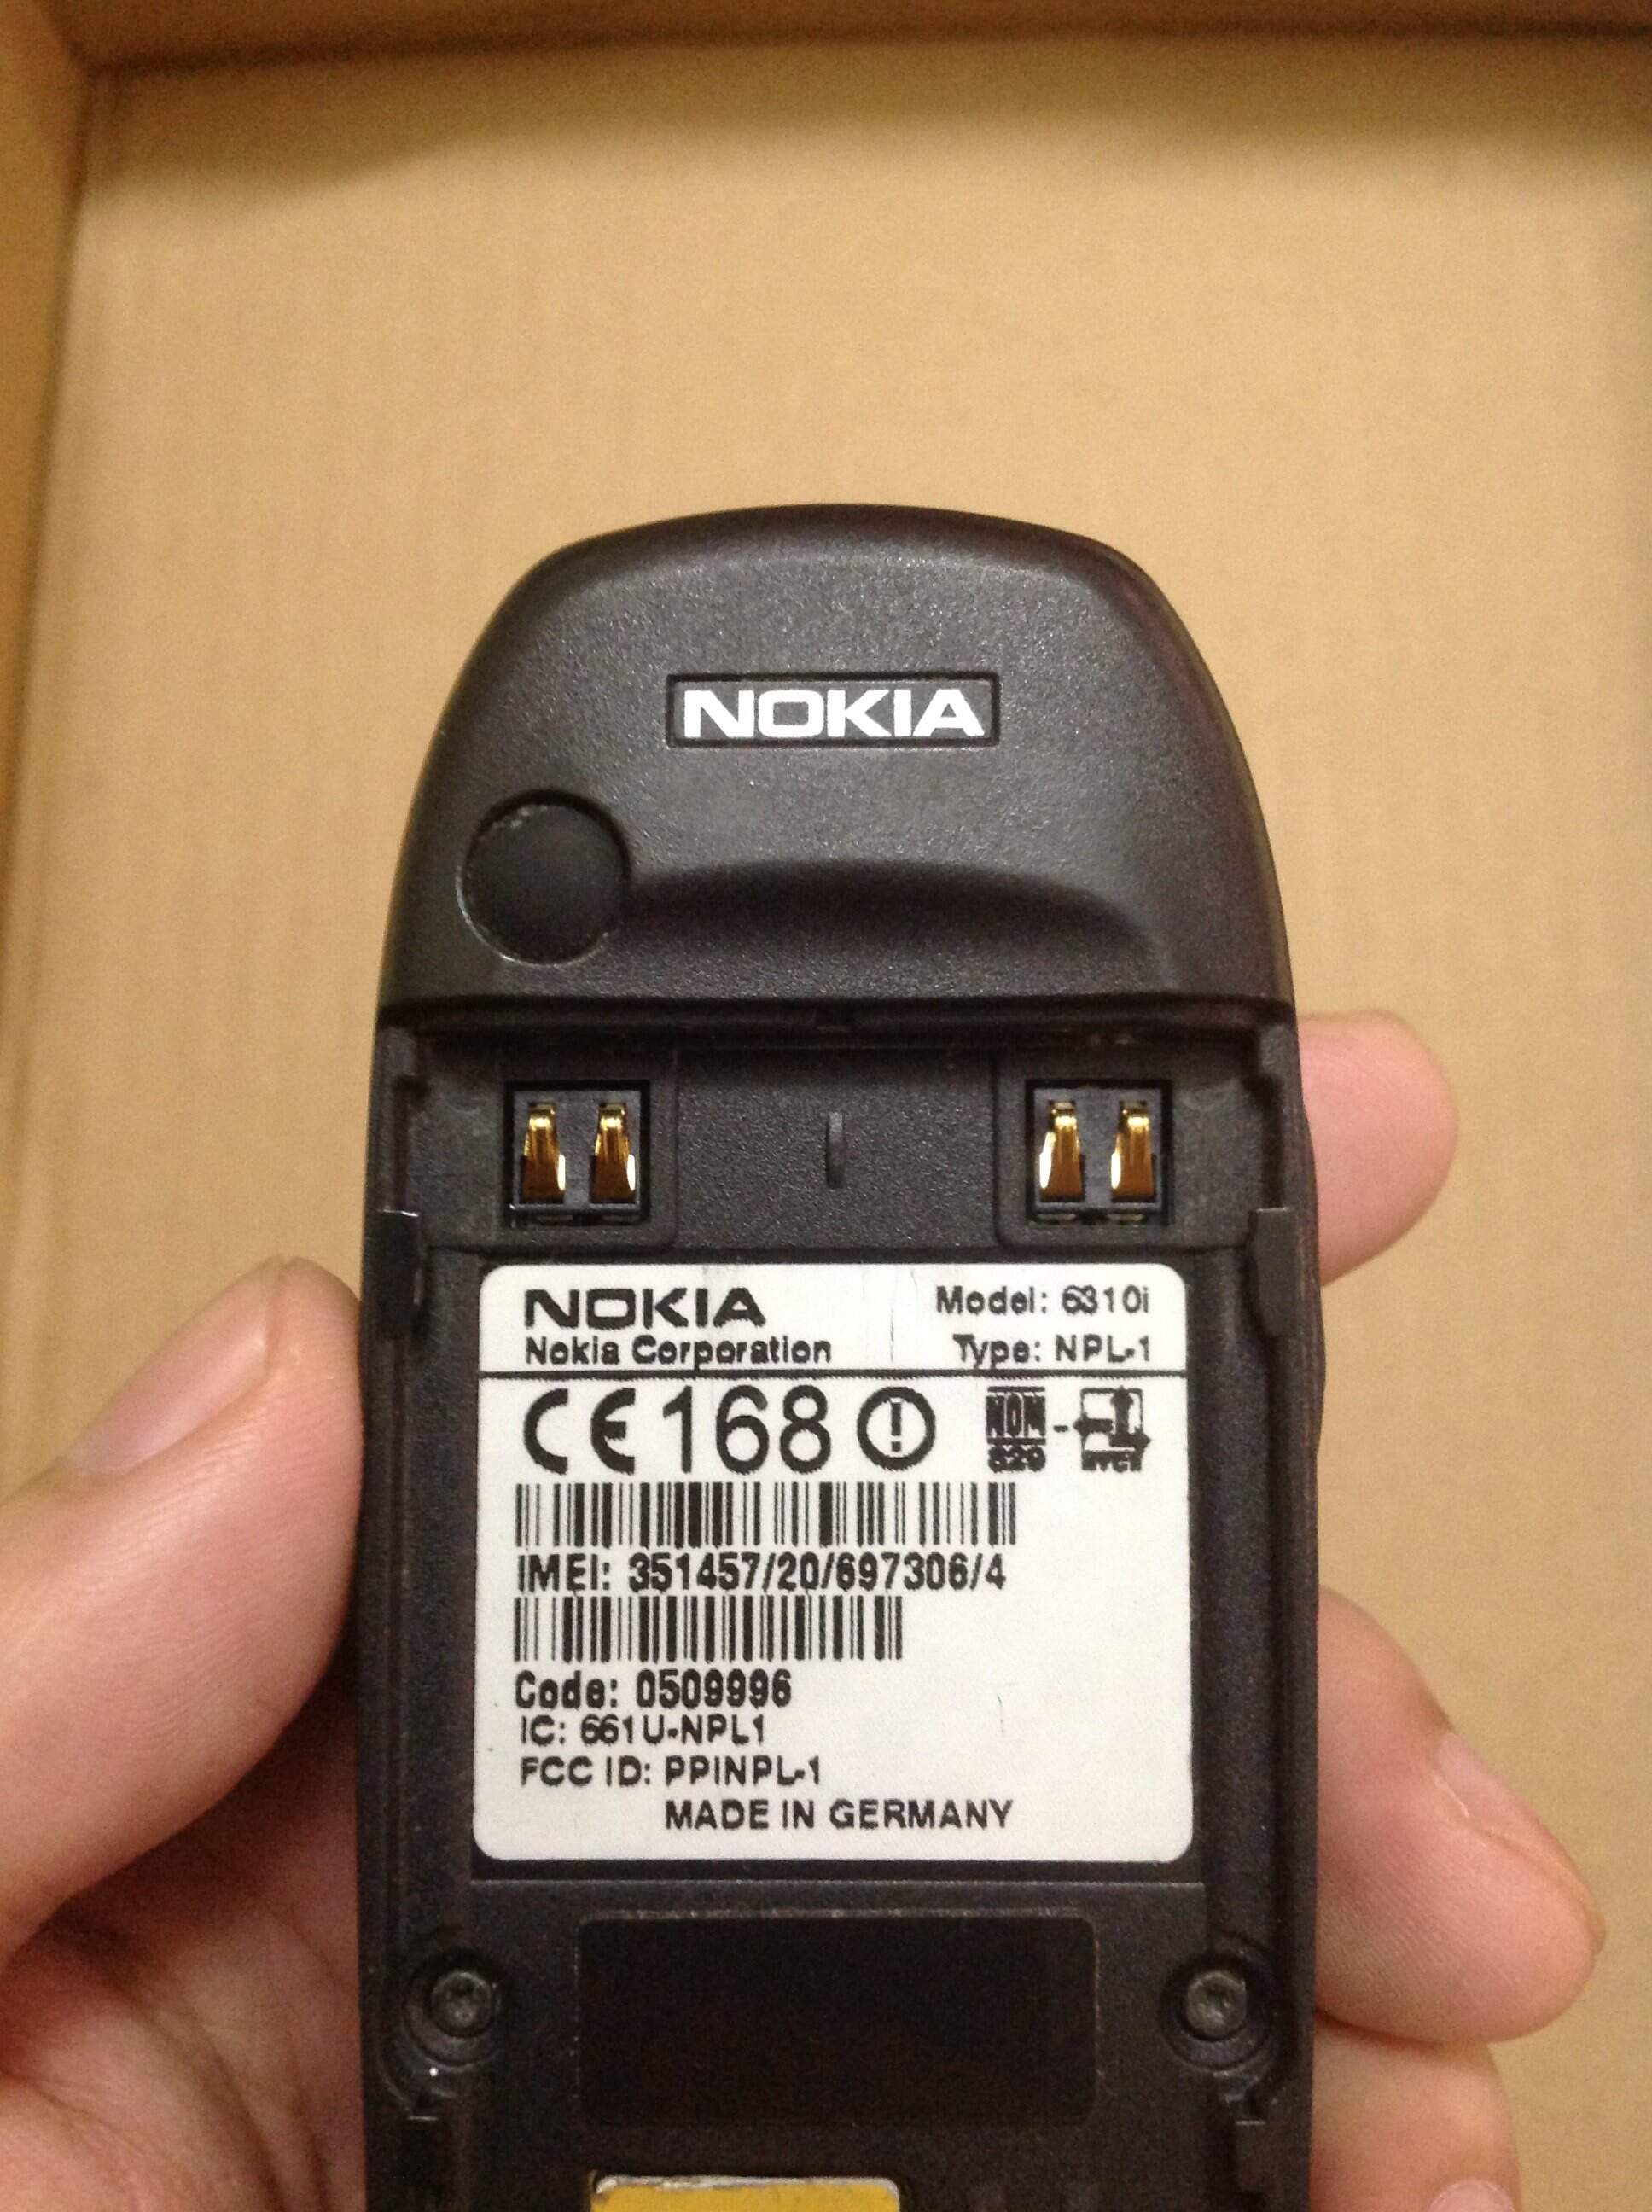 NOKIA
NOKIA Model: 6310i
Nokia Corporation Type: NPL-1
CE168 NOM
IMEI: 351457/20/697306/4
Code: 0509996
IC: 661U-NPL1
FCC ID: PPINPL-1
MADE IN GERMANY